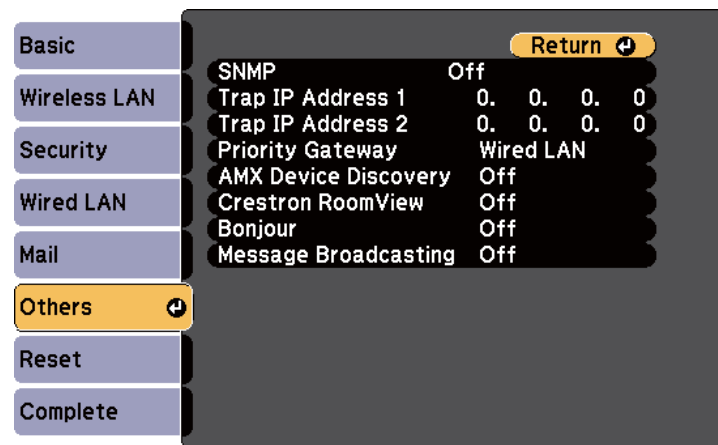 Basic
Wireless LAN
Security
Wired LAN
Mail
Others
Reset
Complete
Return
SNMP Off
Trap IP Address 1 0. 0. 0. 0
Trap IP Address 2 0. 0. 0. 0
Priority Gateway Wired LAN
AMX Device Discovery Off
Crestron RoomView Off
Bonjour Off
Message Broadcasting Off